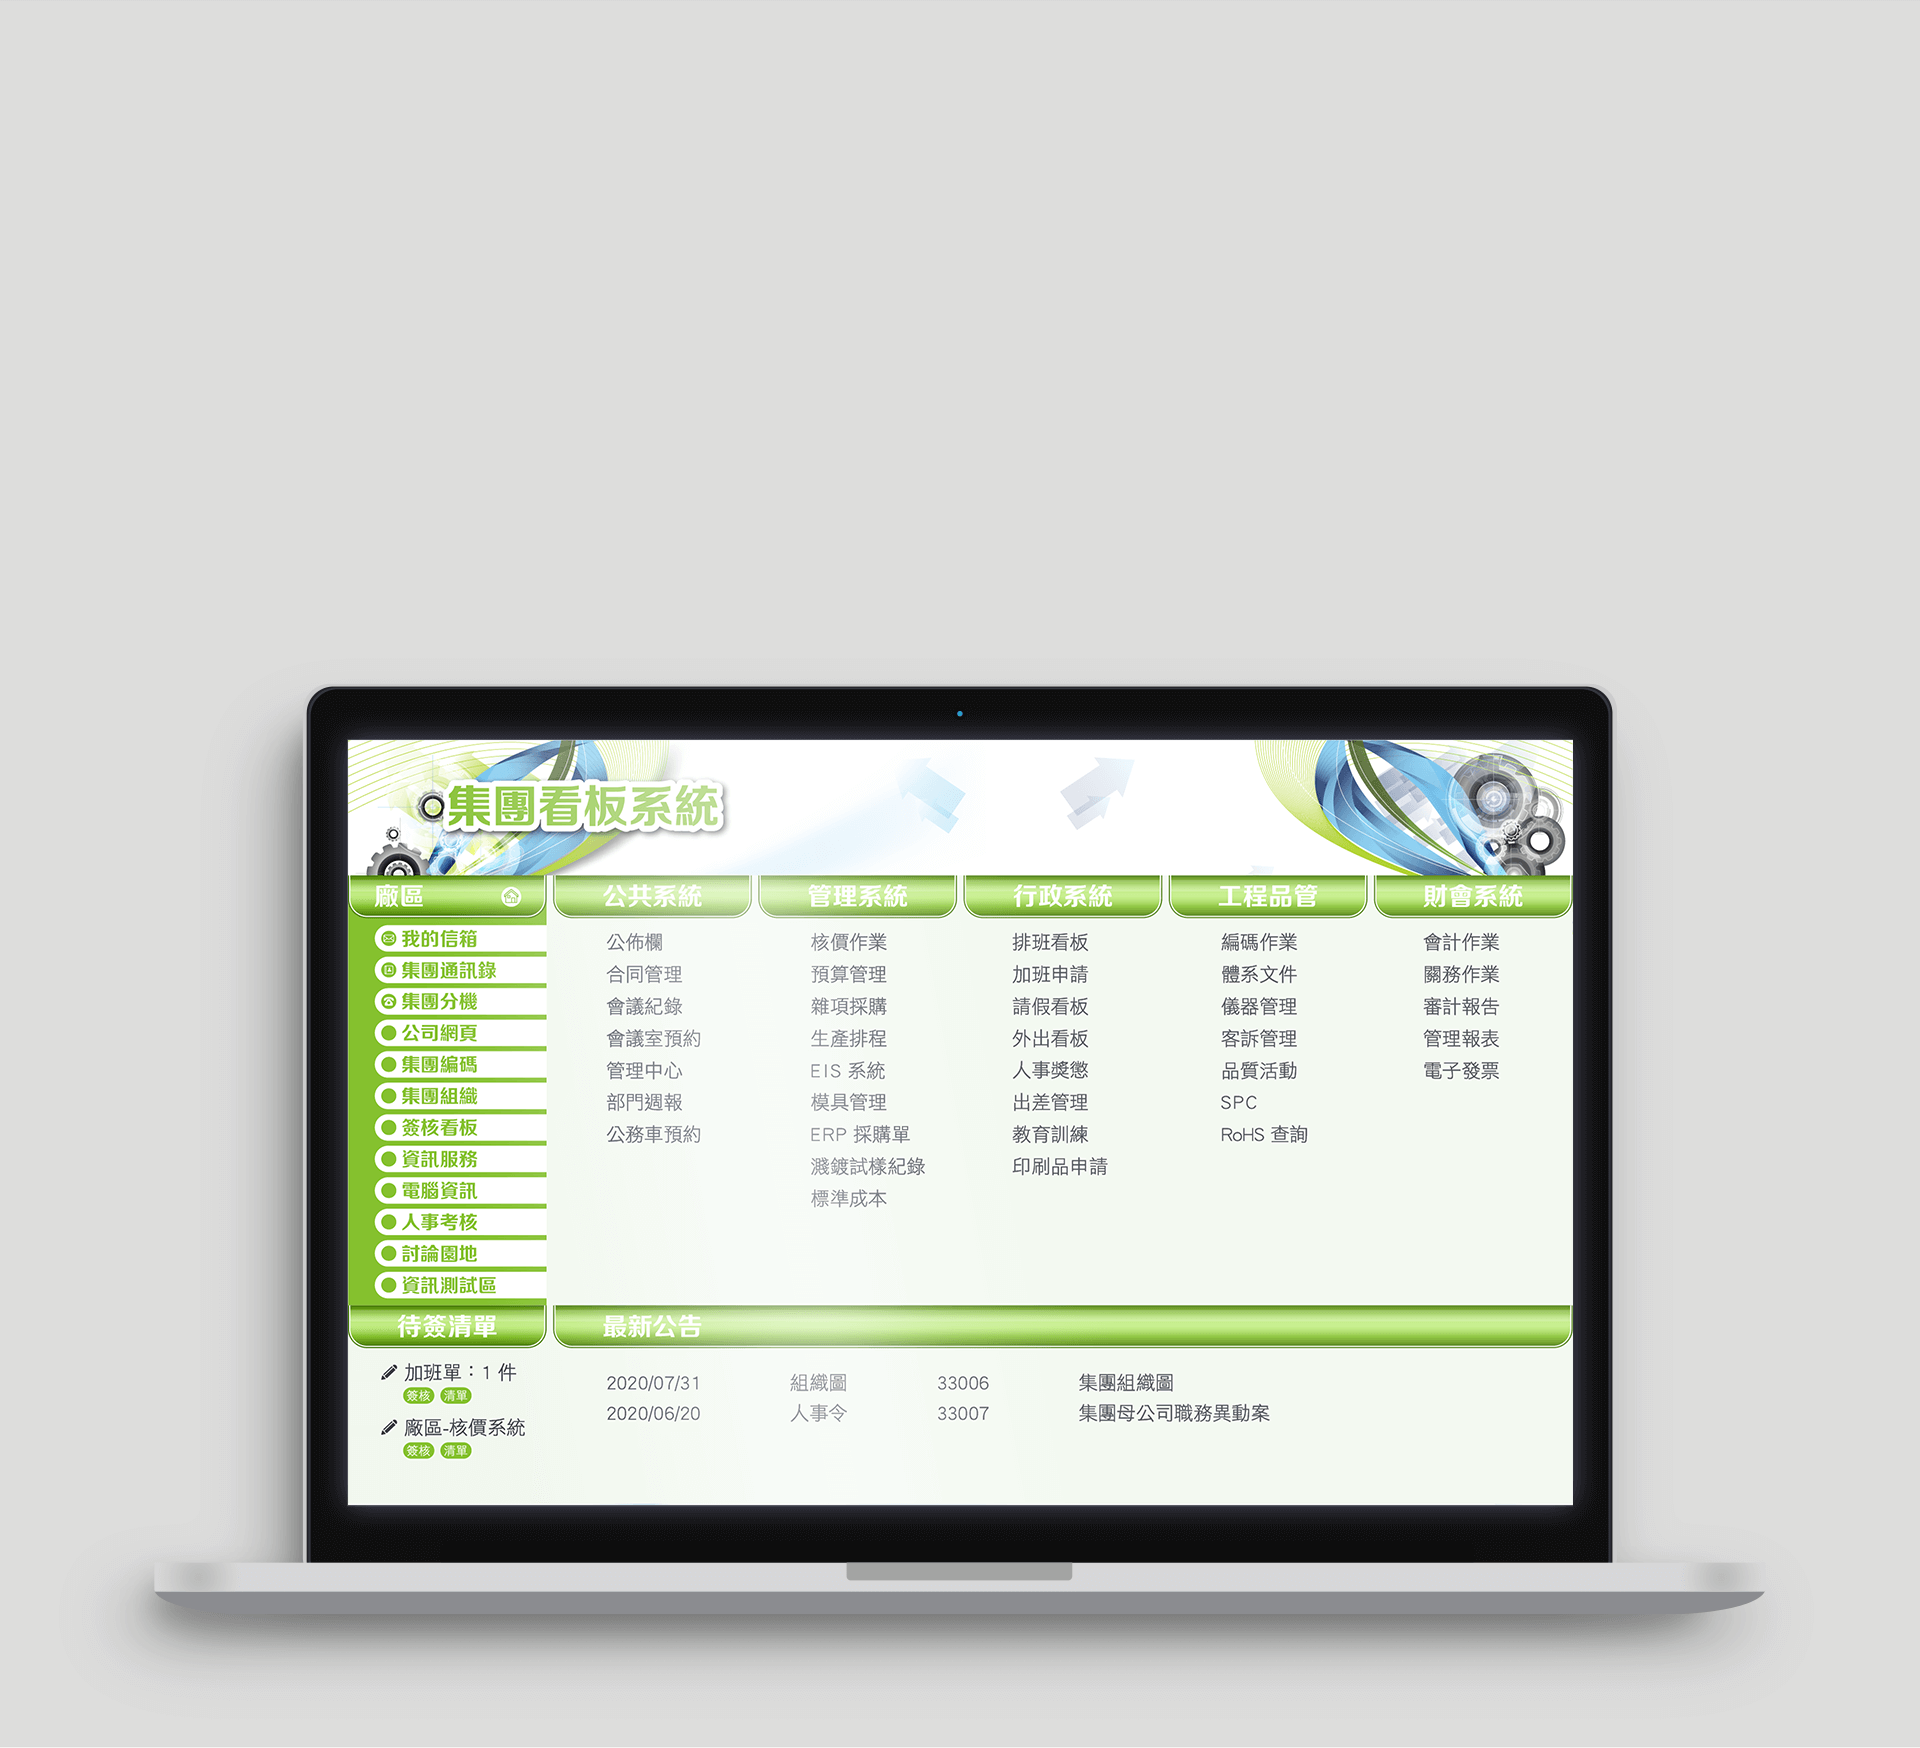 集團看板系統
廠區
我的信箱
集團通訊錄
集團分機
公司網頁
集團編碼
集團組織
簽核看板
資訊服務
電腦資訊
人事考核
討論園地
資訊測試區
公共系統
公佈欄
合同管理
會議紀錄
會議室預約
管理中心
部門週報
公務車預約
管理系統
核價作業
預算管理
雜項採購
生產排程
EIS 系統
模具管理
ERP 採購單
濺鍍試樣紀錄
標準成本
行政系統
排班看板
加班申請
請假看板
外出看板
人事獎懲
出差管理
教育訓練
印刷品申請
工程品管
編碼作業
體系文件
儀器管理
客訴管理
品質活動
SPC
RoHS 查詢
財會系統
會計作業
關務作業
審計報告
管理報表
電子發票
待簽清單
加班單：1 件
簽核 清單
廠區-核價系統
簽核 清單
最新公告
2020/07/31 組織圖 33006 集團組織圖
2020/06/20 人事令 33007 集團母公司職務異動案